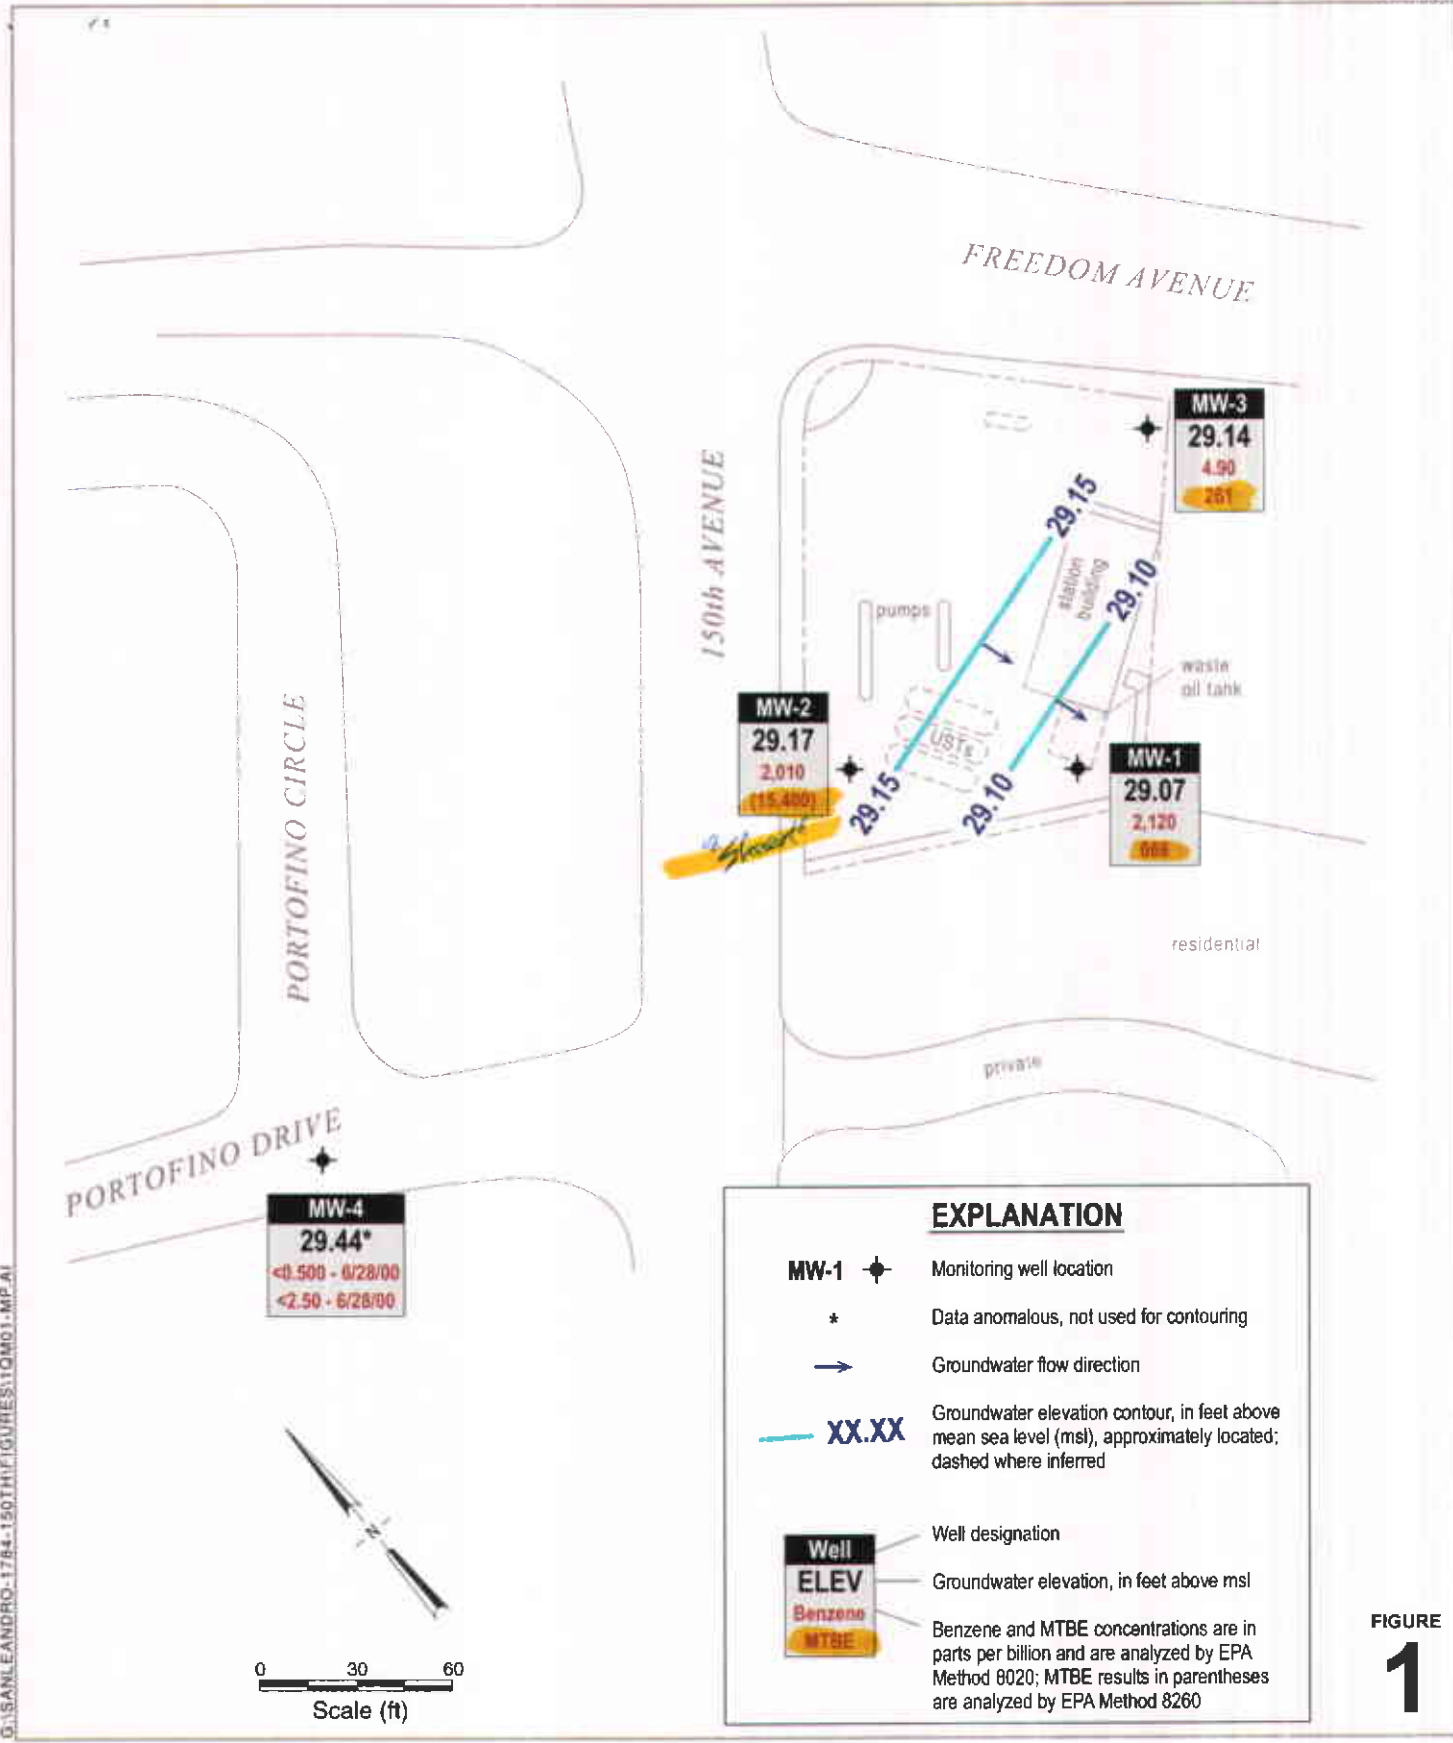 FREEDOM AVENUE
MW-3
29.14
4.90
261
150th AVENUE
29.15
station
building
29.10
pumps
waste
oil tank
MW-2
29.17
2,010
(15,400)
USTs
29.15
29.10
MW-1
29.07
2,120
PORTOFINO CIRCLE
residential
private
PORTOFINO DRIVE
MW-4
29.44*
<0.500 - 6/28/00
<2.50 - 6/28/00
EXPLANATION
MW-1 Monitoring well location
* Data anomalous, not used for contouring
Groundwater flow direction
XX.XX Groundwater elevation contour, in feet above
mean sea level (msl), approximately located;
dashed where inferred
Well
ELEV
Benzene
MTBE
Well designation
Groundwater elevation, in feet above msl
Benzene and MTBE concentrations are in
parts per billion and are analyzed by EPA
Method 8020; MTBE results in parentheses
are analyzed by EPA Method 8260
N
0 30 60
Scale (ft)
FIGURE
1
G:\SANLEANDRO-1784-150TH\FIGURES\1QM01-MP.AI